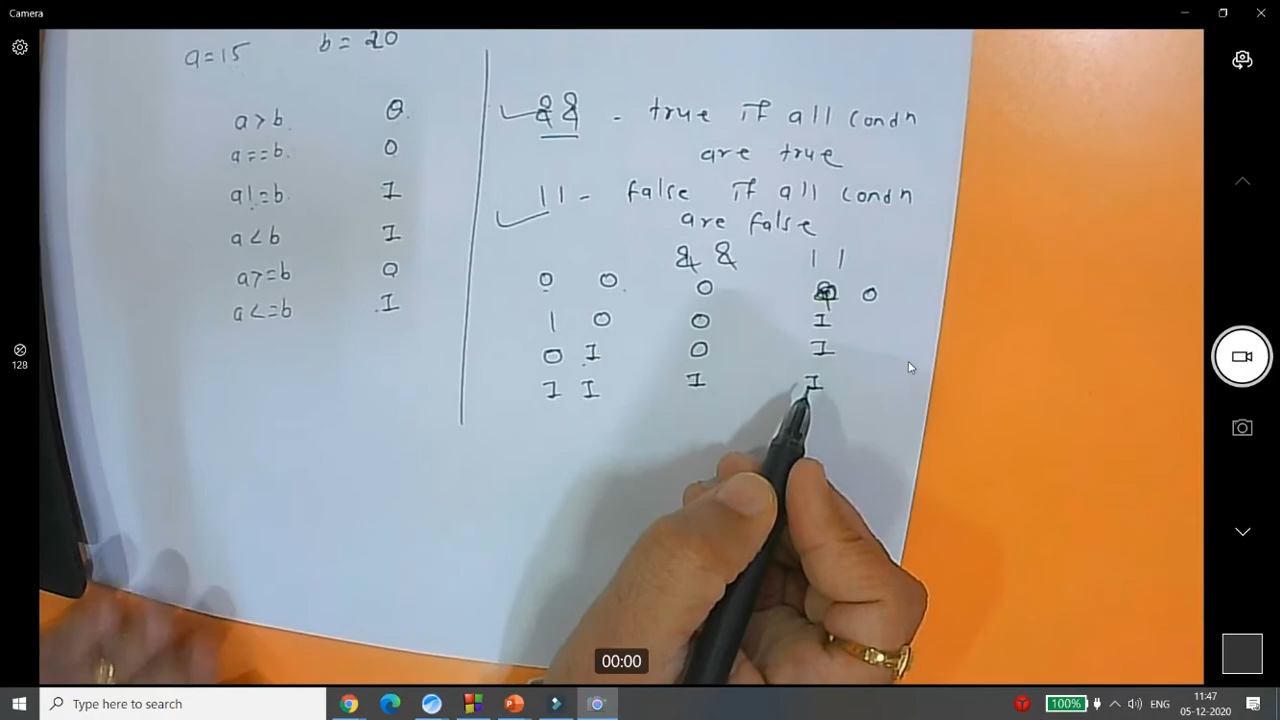 Camera
a=15 b=20
a>b 0
a==b 0
a!=b 1
a<b 1
a>=b 0
a<=b 1
&& - true if all condn
are true
|| - false if all condn
are false
&& ||
0 0 0 0
1 0 0 1
0 1 0 1
1 1 1 1
128
00:00
Type here to search
100%
ENG
11:47
05-12-2020